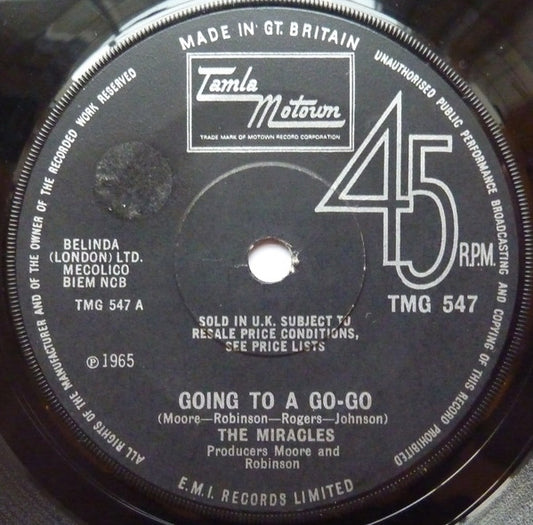 MADE IN GT. BRITAIN
UNAUTHORISED PUBLIC PERFORMANCE BROADCASTING AND COPYING OF THIS RECORD PROHIBITED
ALL RIGHTS OF THE MANUFACTURER AND OF THE OWNER OF THE RECORDED WORK RESERVED
Tamla
Motown
TRADE MARK OF MOTOWN RECORD CORPORATION
45
R.P.M.
BELINDA
(LONDON) LTD.
MECOLICO
BIEM NCB
TMG 547 A
TMG 547
SOLD IN U.K. SUBJECT TO
RESALE PRICE CONDITIONS,
SEE PRICE LISTS
℗ 1965
GOING TO A GO-GO
(Moore—Robinson—Rogers—Johnson)
THE MIRACLES
Producers Moore and
Robinson
E.M.I. RECORDS LIMITED